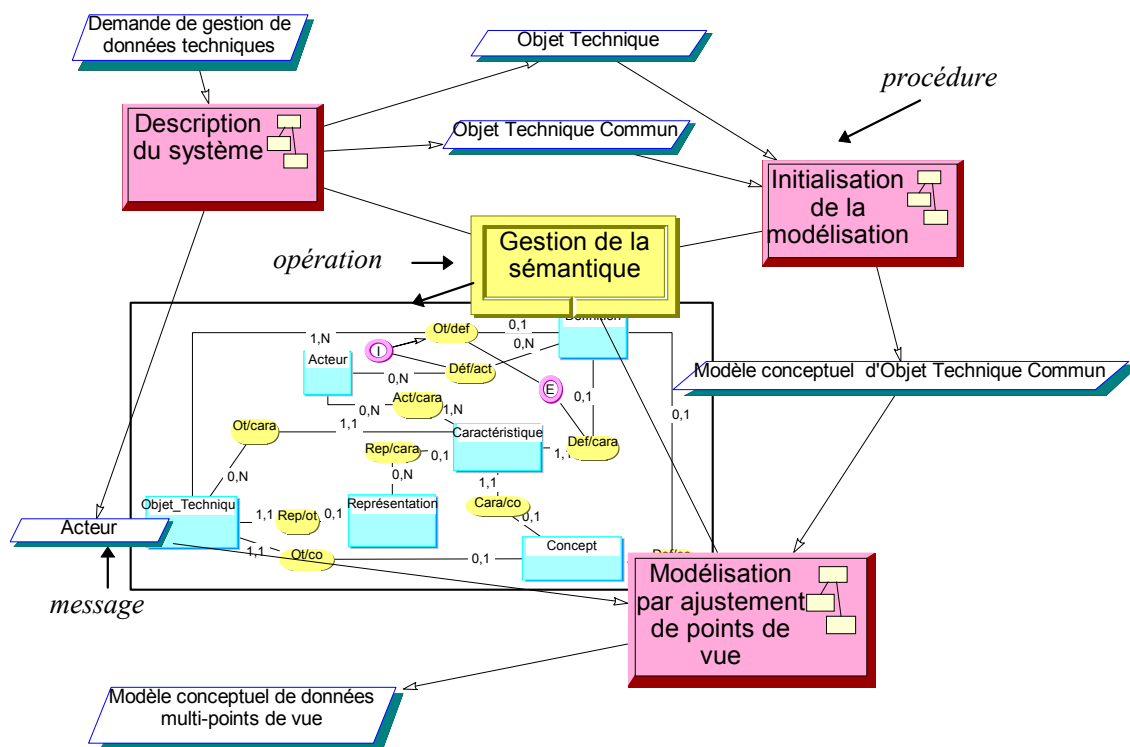 Demande de gestion de
données techniques
Objet Technique
procédure
Description
du système
Objet Technique Commun
Initialisation
de la
modélisation
Gestion de la
sémantique
opération
Définition
1,N
Ot/def
0,1
0,N
I
Acteur
Déf/act
0,N
E
Modèle conceptuel d'Objet Technique Commun
Act/cara
0,N
1,N
0,1
0,1
Ot/cara
1,1
Caractéristique
Rep/cara
0,1
1,1
Def/cara
0,N
0,N
1,1
Objet_Techniqu
Représentation
Cara/co
1,1
Rep/ot
0,1
0,1
Acteur
1,1
Ot/co
0,1
Concept
message
Modélisation
par ajustement
de points de
vue
Modèle conceptuel de données
multi-points de vue